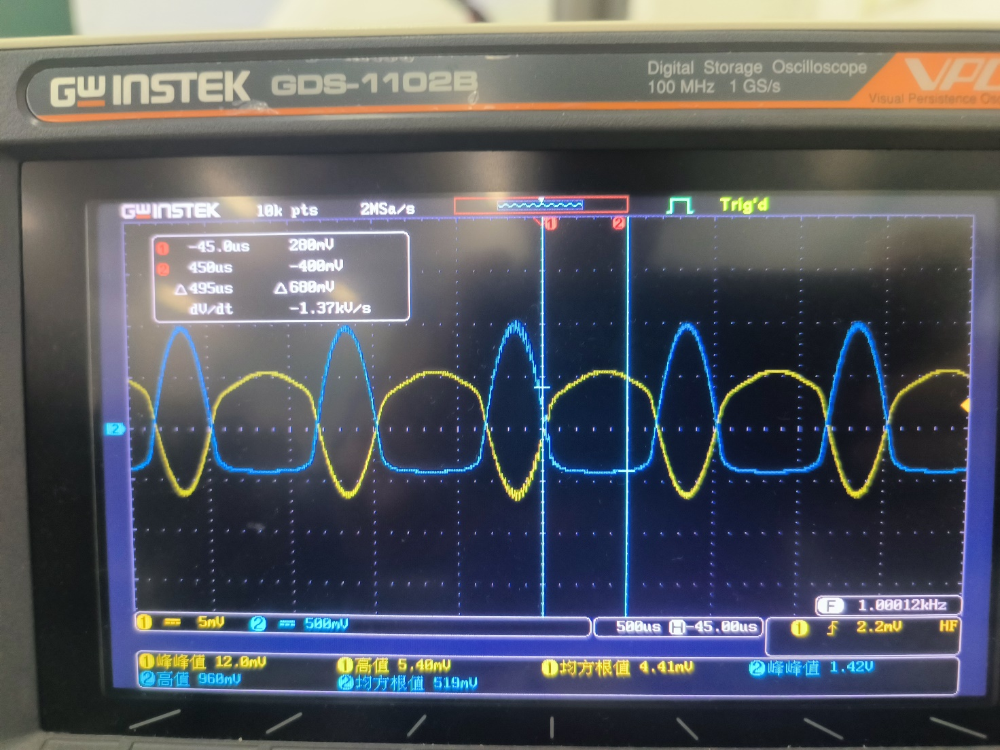 GW INSTEK GDS-1102B
Digital Storage Oscilloscope
100 MHz 1 GS/s
Visual Persistence
GW INSTEK 10k pts 2MSa/s Trig'd
1 2
1 -45.0us 280mV
2 450us -400mV
△495us △680mV
dV/dt -1.37kV/s
2
F 1.00012kHz
1 5mV 2 500mV 500us H -45.00us 1 2.2mV HF
1 峰峰值 12.0mV 1 高值 5.40mV 1 均方根值 4.41mV 2 峰峰值 1.42V
2 高值 960mV 2 均方根值 519mV